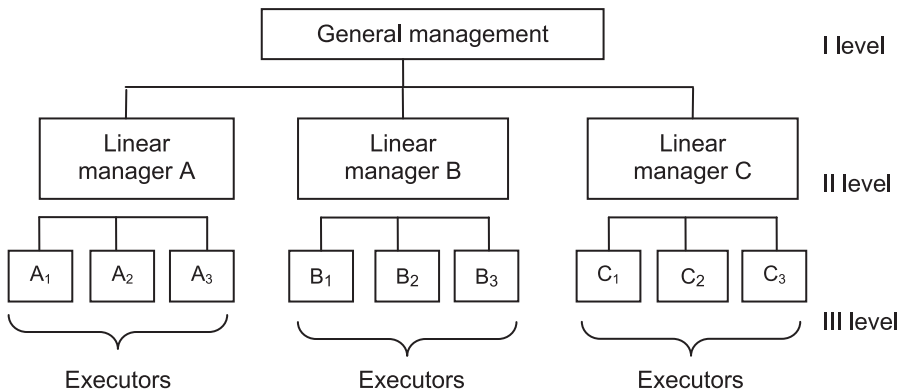 General management
I level
Linear
manager A
Linear
manager B
Linear
manager C
II level
A₁ A₂ A₃ B₁ B₂ B₃ C₁ C₂ C₃
III level
Executors Executors Executors